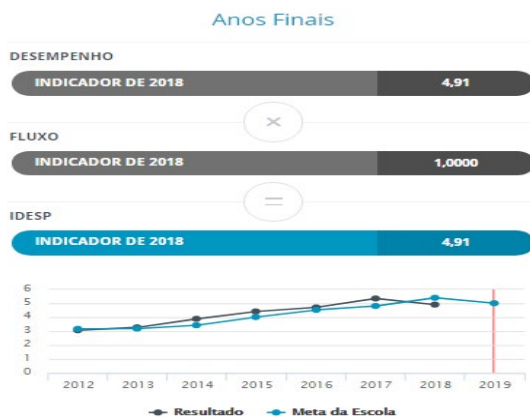 Anos Finais
DESEMPENHO
INDICADOR DE 2018 4,91
×
FLUXO
INDICADOR DE 2018 1,0000
=
IDESP
INDICADOR DE 2018 4,91
6
5
4
3
2
1
0
2012 2013 2014 2015 2016 2017 2018 2019
Resultado Meta da Escola